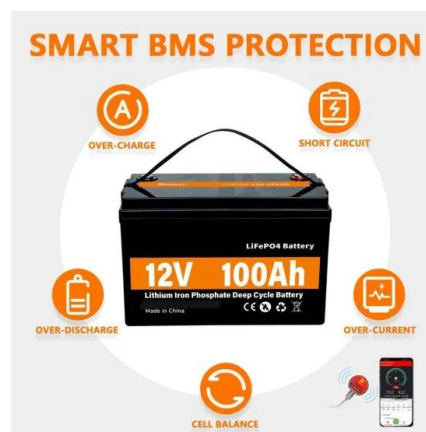 SMART BMS PROTECTION
A
OVER-CHARGE
SHORT CIRCUIT
LiFePO4 Battery
12V 100Ah
Lithium Iron Phosphate Deep Cycle Battery
Made in China
CE
OVER-DISCHARGE
OVER-CURRENT
CELL BALANCE